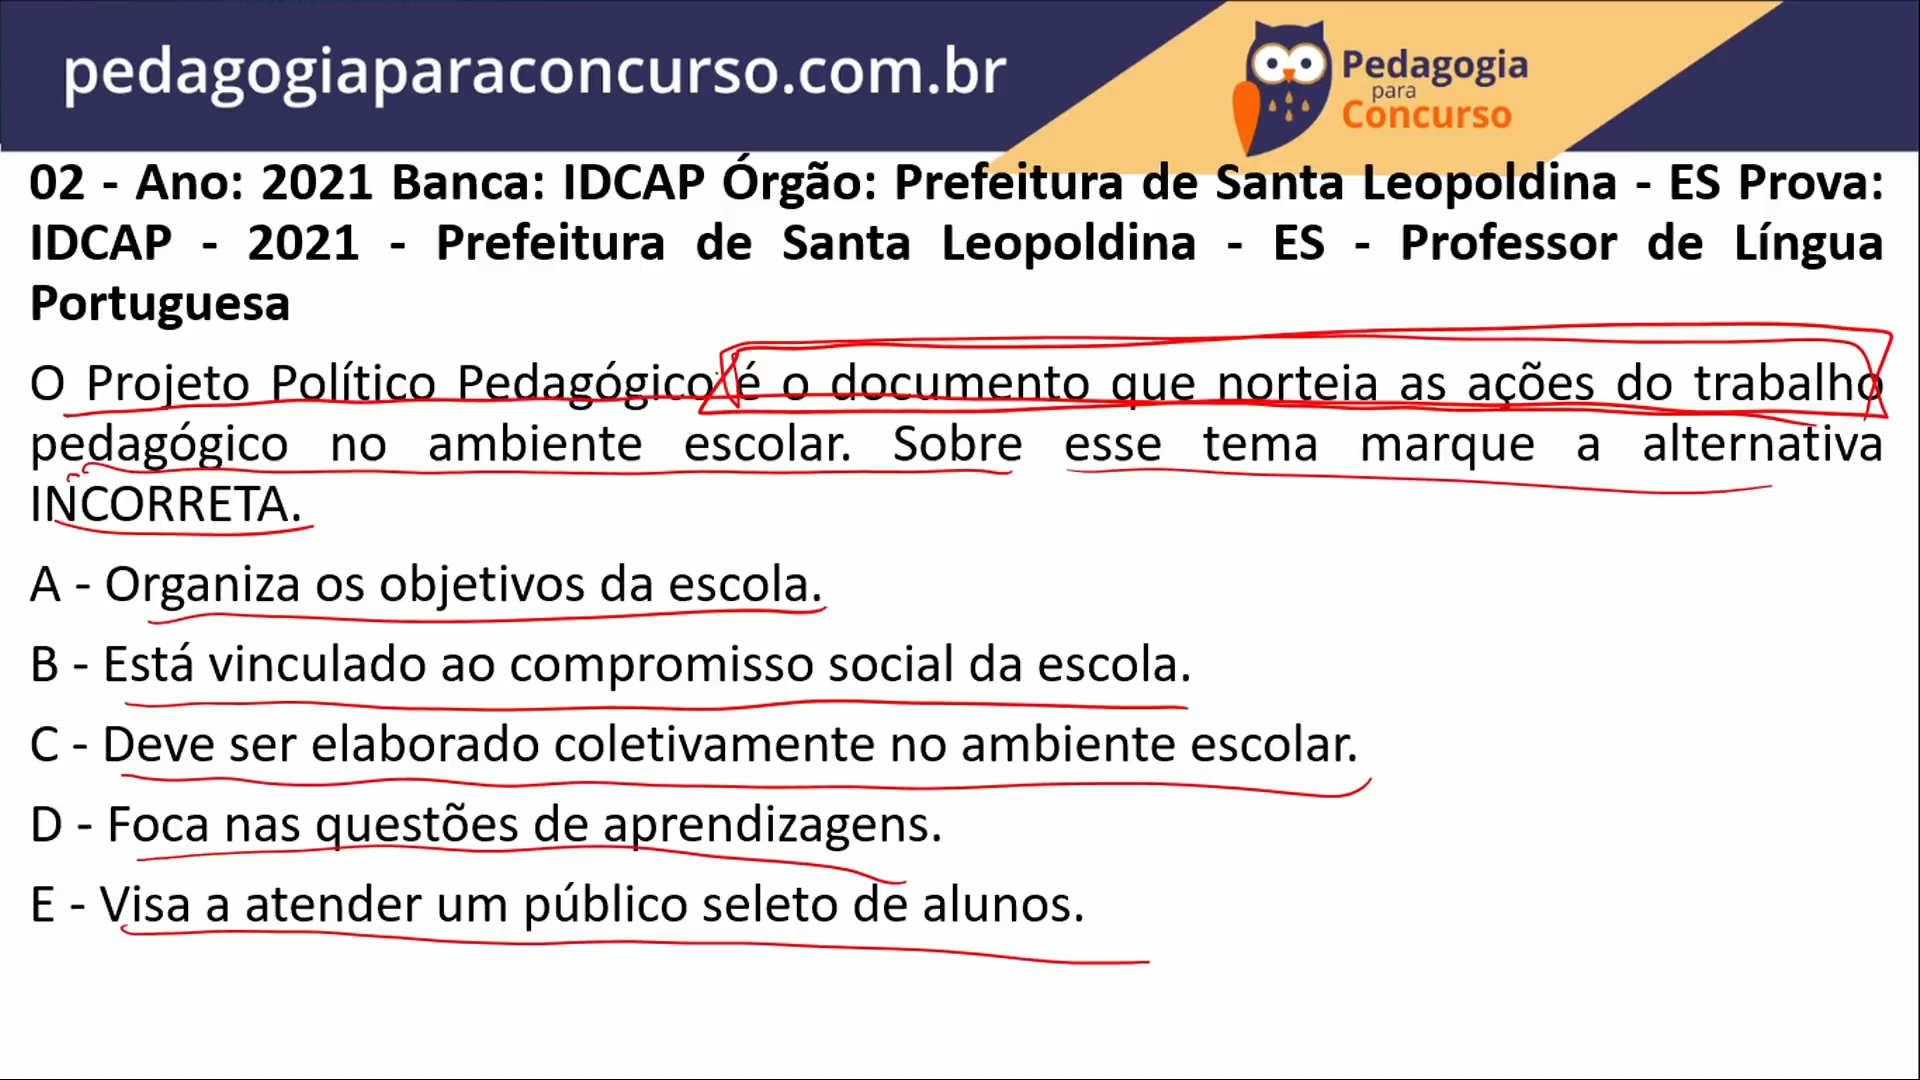 pedagogiaparaconcurso.com.br
Pedagogia
para
Concurso
02 - Ano: 2021 Banca: IDCAP Órgão: Prefeitura de Santa Leopoldina - ES Prova:
IDCAP - 2021 - Prefeitura de Santa Leopoldina - ES - Professor de Língua
Portuguesa
O Projeto Político Pedagógico é o documento que norteia as ações do trabalho
pedagógico no ambiente escolar. Sobre esse tema marque a alternativa
INCORRETA.
A - Organiza os objetivos da escola.
B - Está vinculado ao compromisso social da escola.
C - Deve ser elaborado coletivamente no ambiente escolar.
D - Foca nas questões de aprendizagens.
E - Visa a atender um público seleto de alunos.